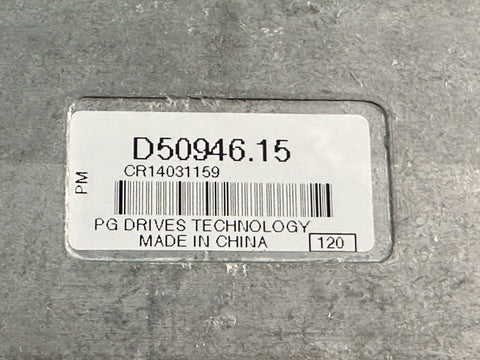 D50946.15
CR14031159
PM
PG DRIVES TECHNOLOGY
MADE IN CHINA
120